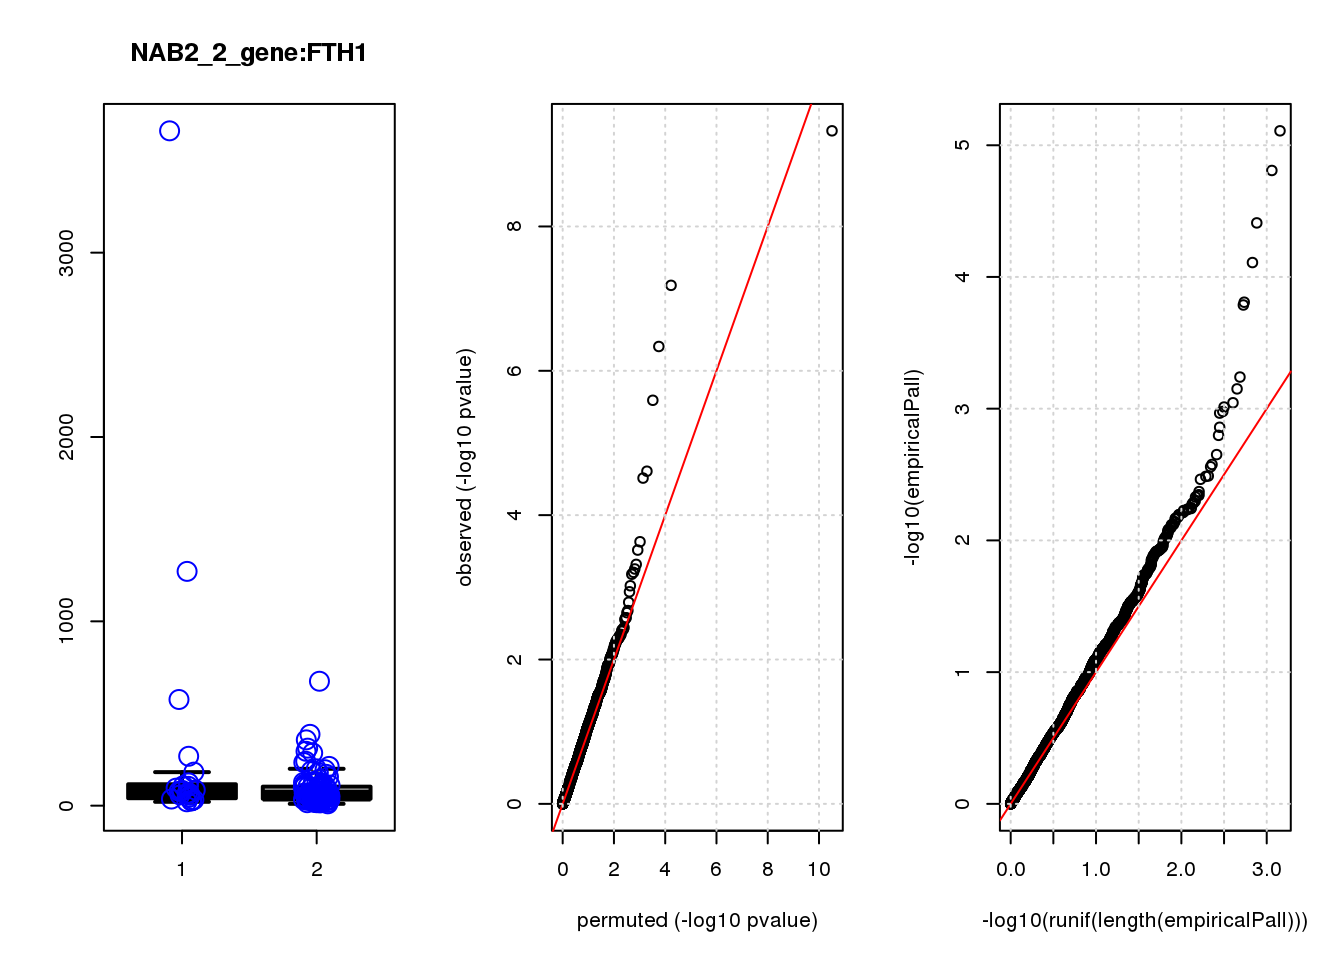 NAB2_2_gene:FTH1
3000
2000
1000
0
1 2
observed (-log10 pvalue)
8
6
4
2
0
0 2 4 6 8 10
permuted (-log10 pvalue)
-log10(empiricalPall)
5
4
3
2
1
0
0.0 1.0 2.0 3.0
-log10(runif(length(empiricalPall)))